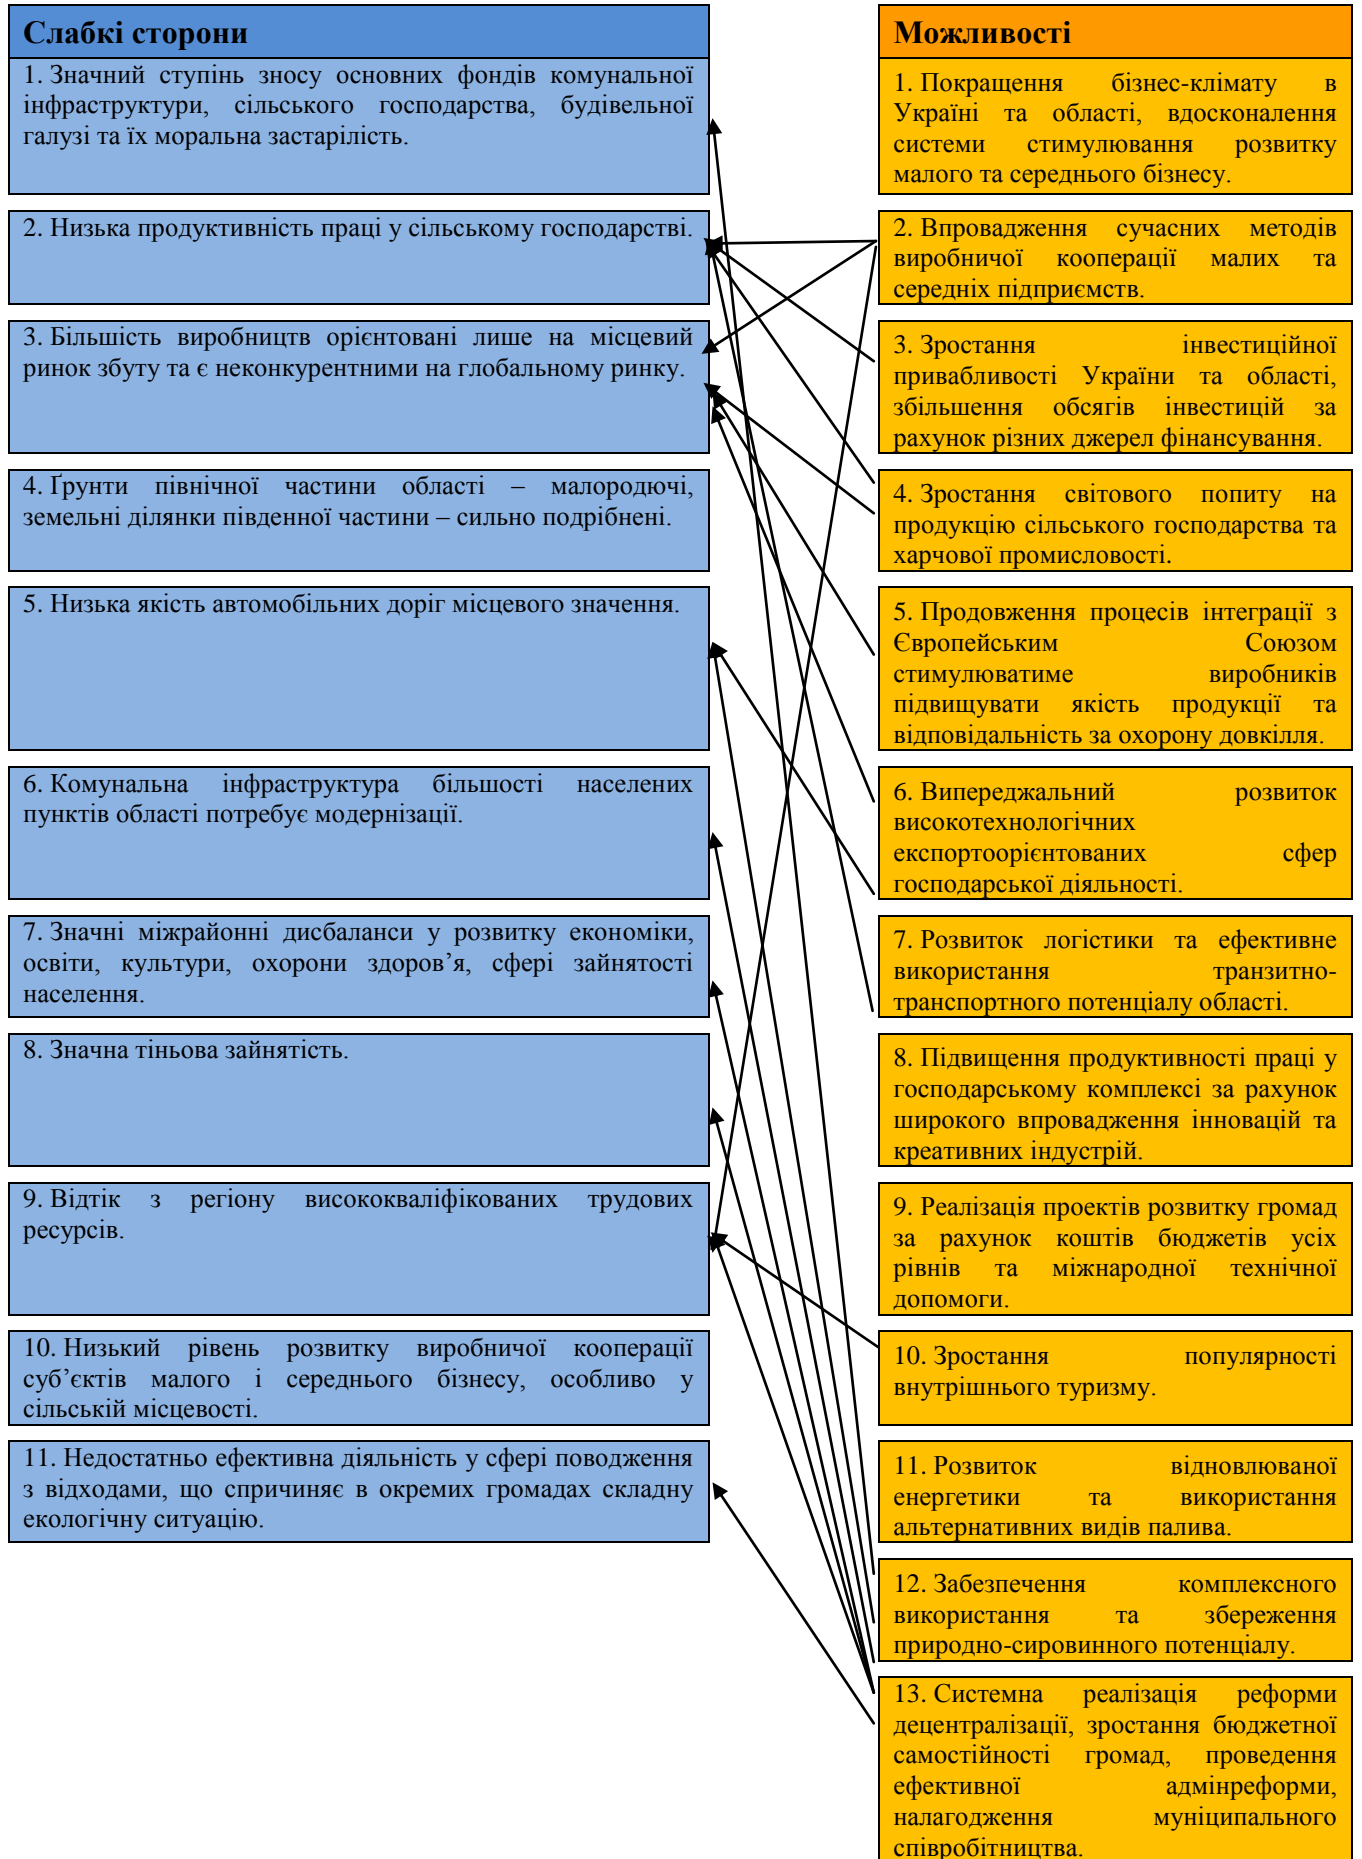 Слабкі сторони
1. Значний ступінь зносу основних фондів комунальної
інфраструктури, сільського господарства, будівельної
галузі та їх моральна застарілість.
2. Низька продуктивність праці у сільському господарстві.
3. Більшість виробництв орієнтовані лише на місцевий
ринок збуту та є неконкурентними на глобальному ринку.
4. Ґрунти північної частини області – малородючі,
земельні ділянки південної частини – сильно подрібнені.
5. Низька якість автомобільних доріг місцевого значення.
6. Комунальна інфраструктура більшості населених
пунктів області потребує модернізації.
7. Значні міжрайонні дисбаланси у розвитку економіки,
освіти, культури, охорони здоров’я, сфері зайнятості
населення.
8. Значна тіньова зайнятість.
9. Відтік з регіону висококваліфікованих трудових
ресурсів.
10. Низький рівень розвитку виробничої кооперації
суб’єктів малого і середнього бізнесу, особливо у
сільській місцевості.
11. Недостатньо ефективна діяльність у сфері поводження
з відходами, що спричиняє в окремих громадах складну
екологічну ситуацію.
Можливості
1. Покращення бізнес-клімату в
Україні та області, вдосконалення
системи стимулювання розвитку
малого та середнього бізнесу.
2. Впровадження сучасних методів
виробничої кооперації малих та
середніх підприємств.
3. Зростання інвестиційної
привабливості України та області,
збільшення обсягів інвестицій за
рахунок різних джерел фінансування.
4. Зростання світового попиту на
продукцію сільського господарства та
харчової промисловості.
5. Продовження процесів інтеграції з
Європейським Союзом
стимулюватиме виробників
підвищувати якість продукції та
відповідальність за охорону довкілля.
6. Випереджальний розвиток
високотехнологічних
експортоорієнтованих сфер
господарської діяльності.
7. Розвиток логістики та ефективне
використання транзитно-
транспортного потенціалу області.
8. Підвищення продуктивності праці у
господарському комплексі за рахунок
широкого впровадження інновацій та
креативних індустрій.
9. Реалізація проектів розвитку громад
за рахунок коштів бюджетів усіх
рівнів та міжнародної технічної
допомоги.
10. Зростання популярності
внутрішнього туризму.
11. Розвиток відновлюваної
енергетики та використання
альтернативних видів палива.
12. Забезпечення комплексного
використання та збереження
природно-сировинного потенціалу.
13. Системна реалізація реформи
децентралізації, зростання бюджетної
самостійності громад, проведення
ефективної адмінреформи,
налагодження муніципального
співробітництва.